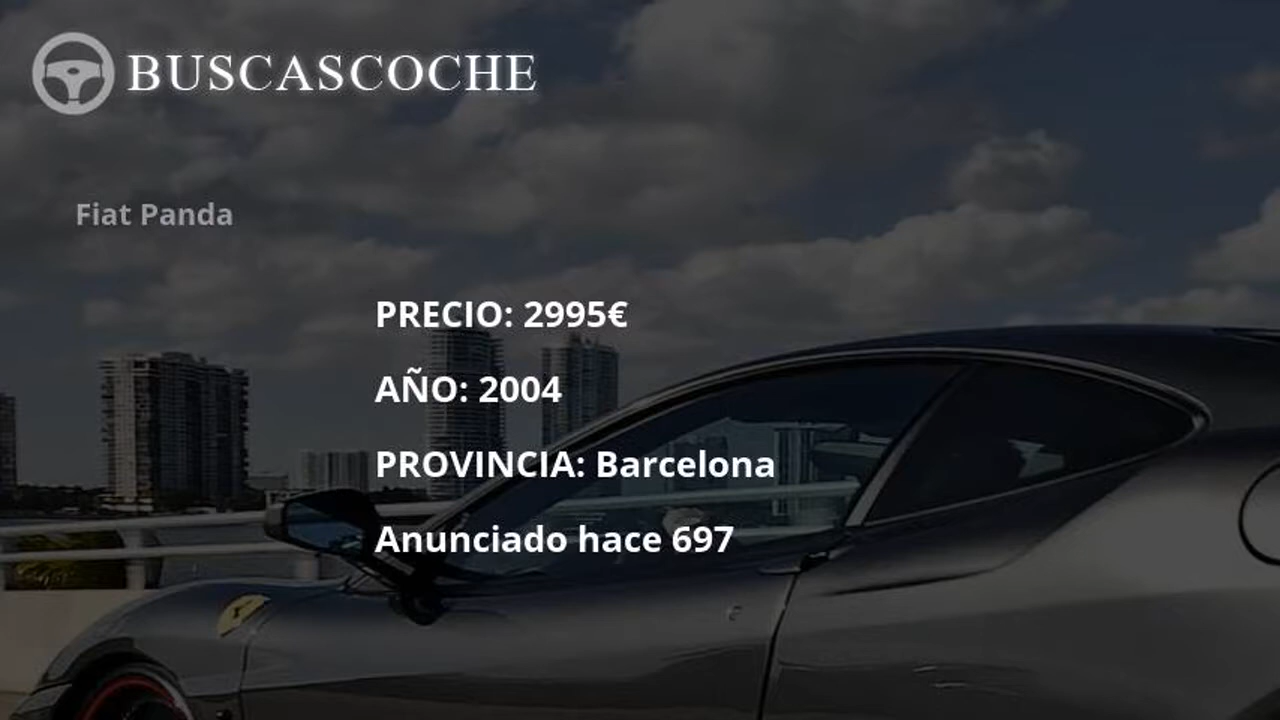 BUSCASCOCHE
Fiat Panda
PRECIO: 2995€
AÑO: 2004
PROVINCIA: Barcelona
Anunciado hace 697